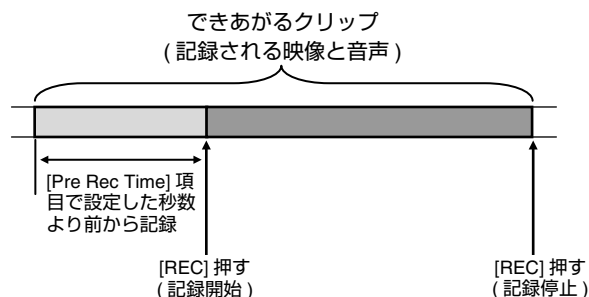 できあがるクリップ
( 記録される映像と音声 )
[Pre Rec Time] 項
目で設定した秒数
より前から記録
[REC] 押す
( 記録開始 )
[REC] 押す
( 記録停止 )